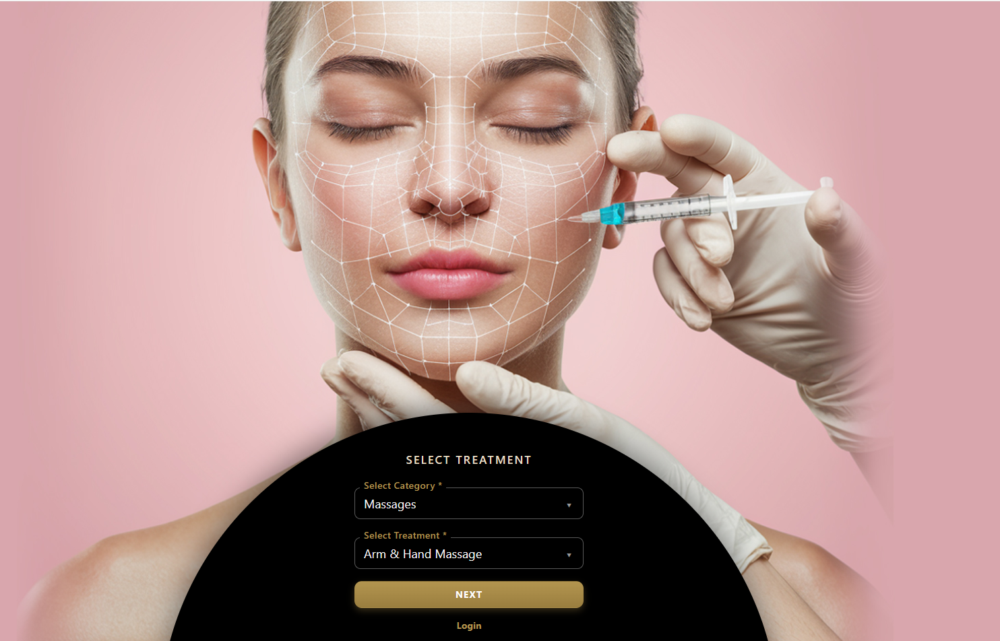 SELECT TREATMENT
Select Category *
Massages
Select Treatment *
Arm & Hand Massage
NEXT
Login